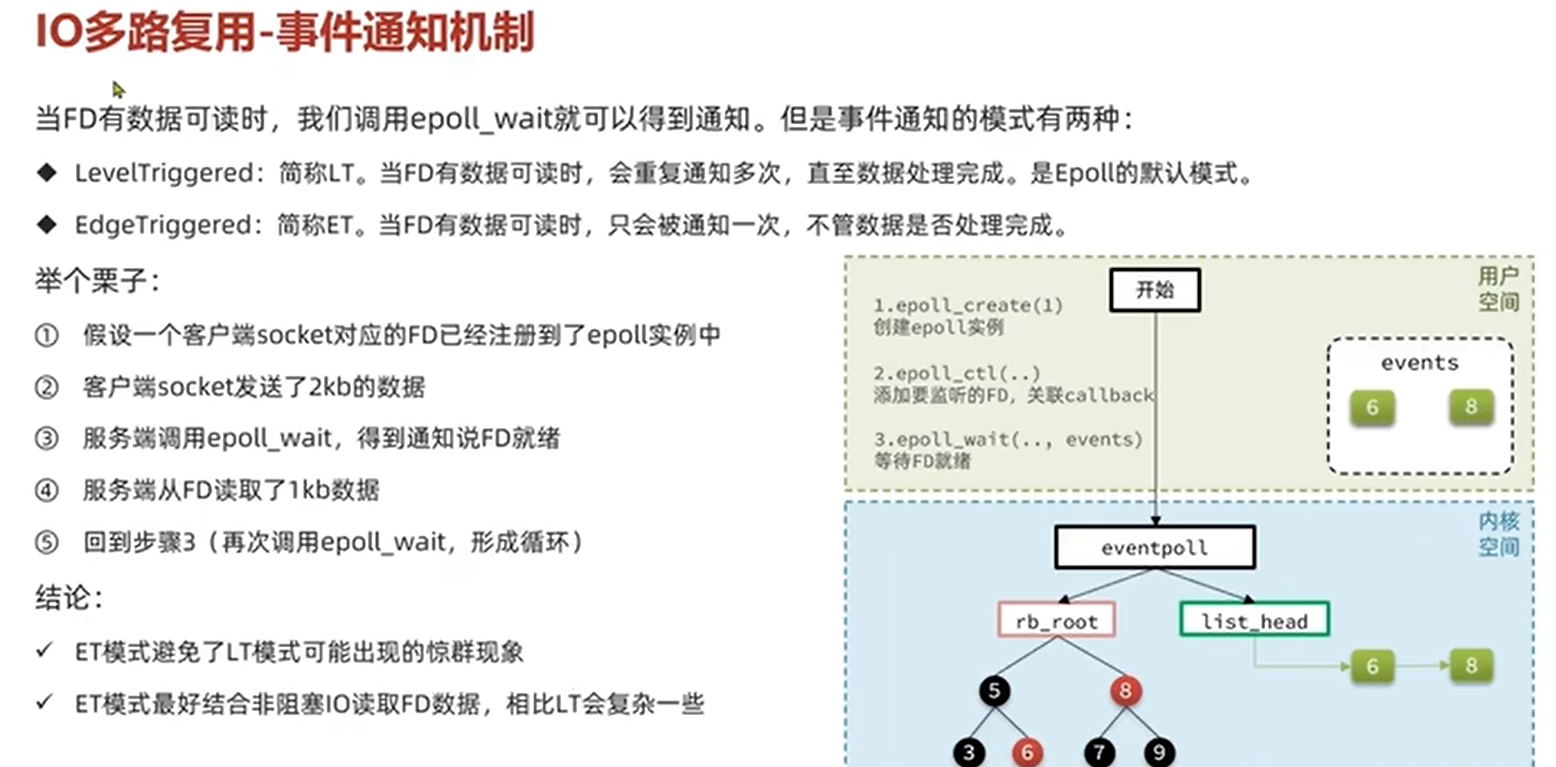 IO多路复用-事件通知机制
当FD有数据可读时，我们调用epoll_wait就可以得到通知。但是事件通知的模式有两种：
◆ LevelTriggered：简称LT。当FD有数据可读时，会重复通知多次，直至数据处理完成。是Epoll的默认模式。
◆ EdgeTriggered：简称ET。当FD有数据可读时，只会被通知一次，不管数据是否处理完成。
举个栗子：
① 假设一个客户端socket对应的FD已经注册到了epoll实例中
② 客户端socket发送了2kb的数据
③ 服务端调用epoll_wait，得到通知说FD就绪
④ 服务端从FD读取了1kb数据
⑤ 回到步骤3（再次调用epoll_wait，形成循环）
结论：
✓ ET模式避免了LT模式可能出现的惊群现象
✓ ET模式最好结合非阻塞IO读取FD数据，相比LT会复杂一些
用户
空间
开始
1.epoll_create(1)
创建epoll实例
2.epoll_ctl(..)
添加要监听的FD，关联callback
3.epoll_wait(.., events)
等待FD就绪
events
6 8
内核
空间
eventpoll
rb_root list_head
6 8
5 8
3 6 7 9